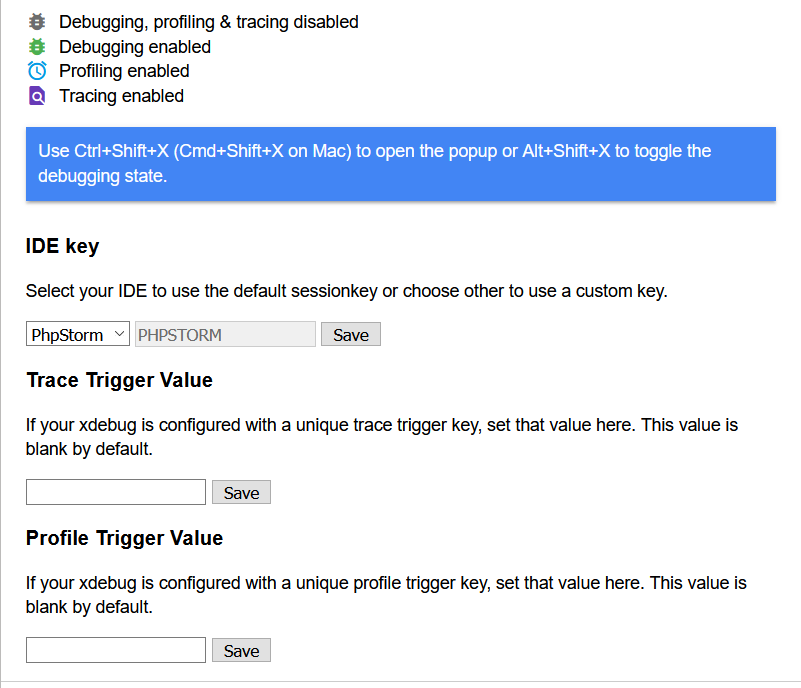 Debugging, profiling & tracing disabled
Debugging enabled
Profiling enabled
Tracing enabled
Use Ctrl+Shift+X (Cmd+Shift+X on Mac) to open the popup or Alt+Shift+X to toggle the
debugging state.
IDE key
Select your IDE to use the default sessionkey or choose other to use a custom key.
PhpStorm PHPSTORM Save
Trace Trigger Value
If your xdebug is configured with a unique trace trigger key, set that value here. This value is
blank by default.
Save
Profile Trigger Value
If your xdebug is configured with a unique profile trigger key, set that value here. This value is
blank by default.
Save